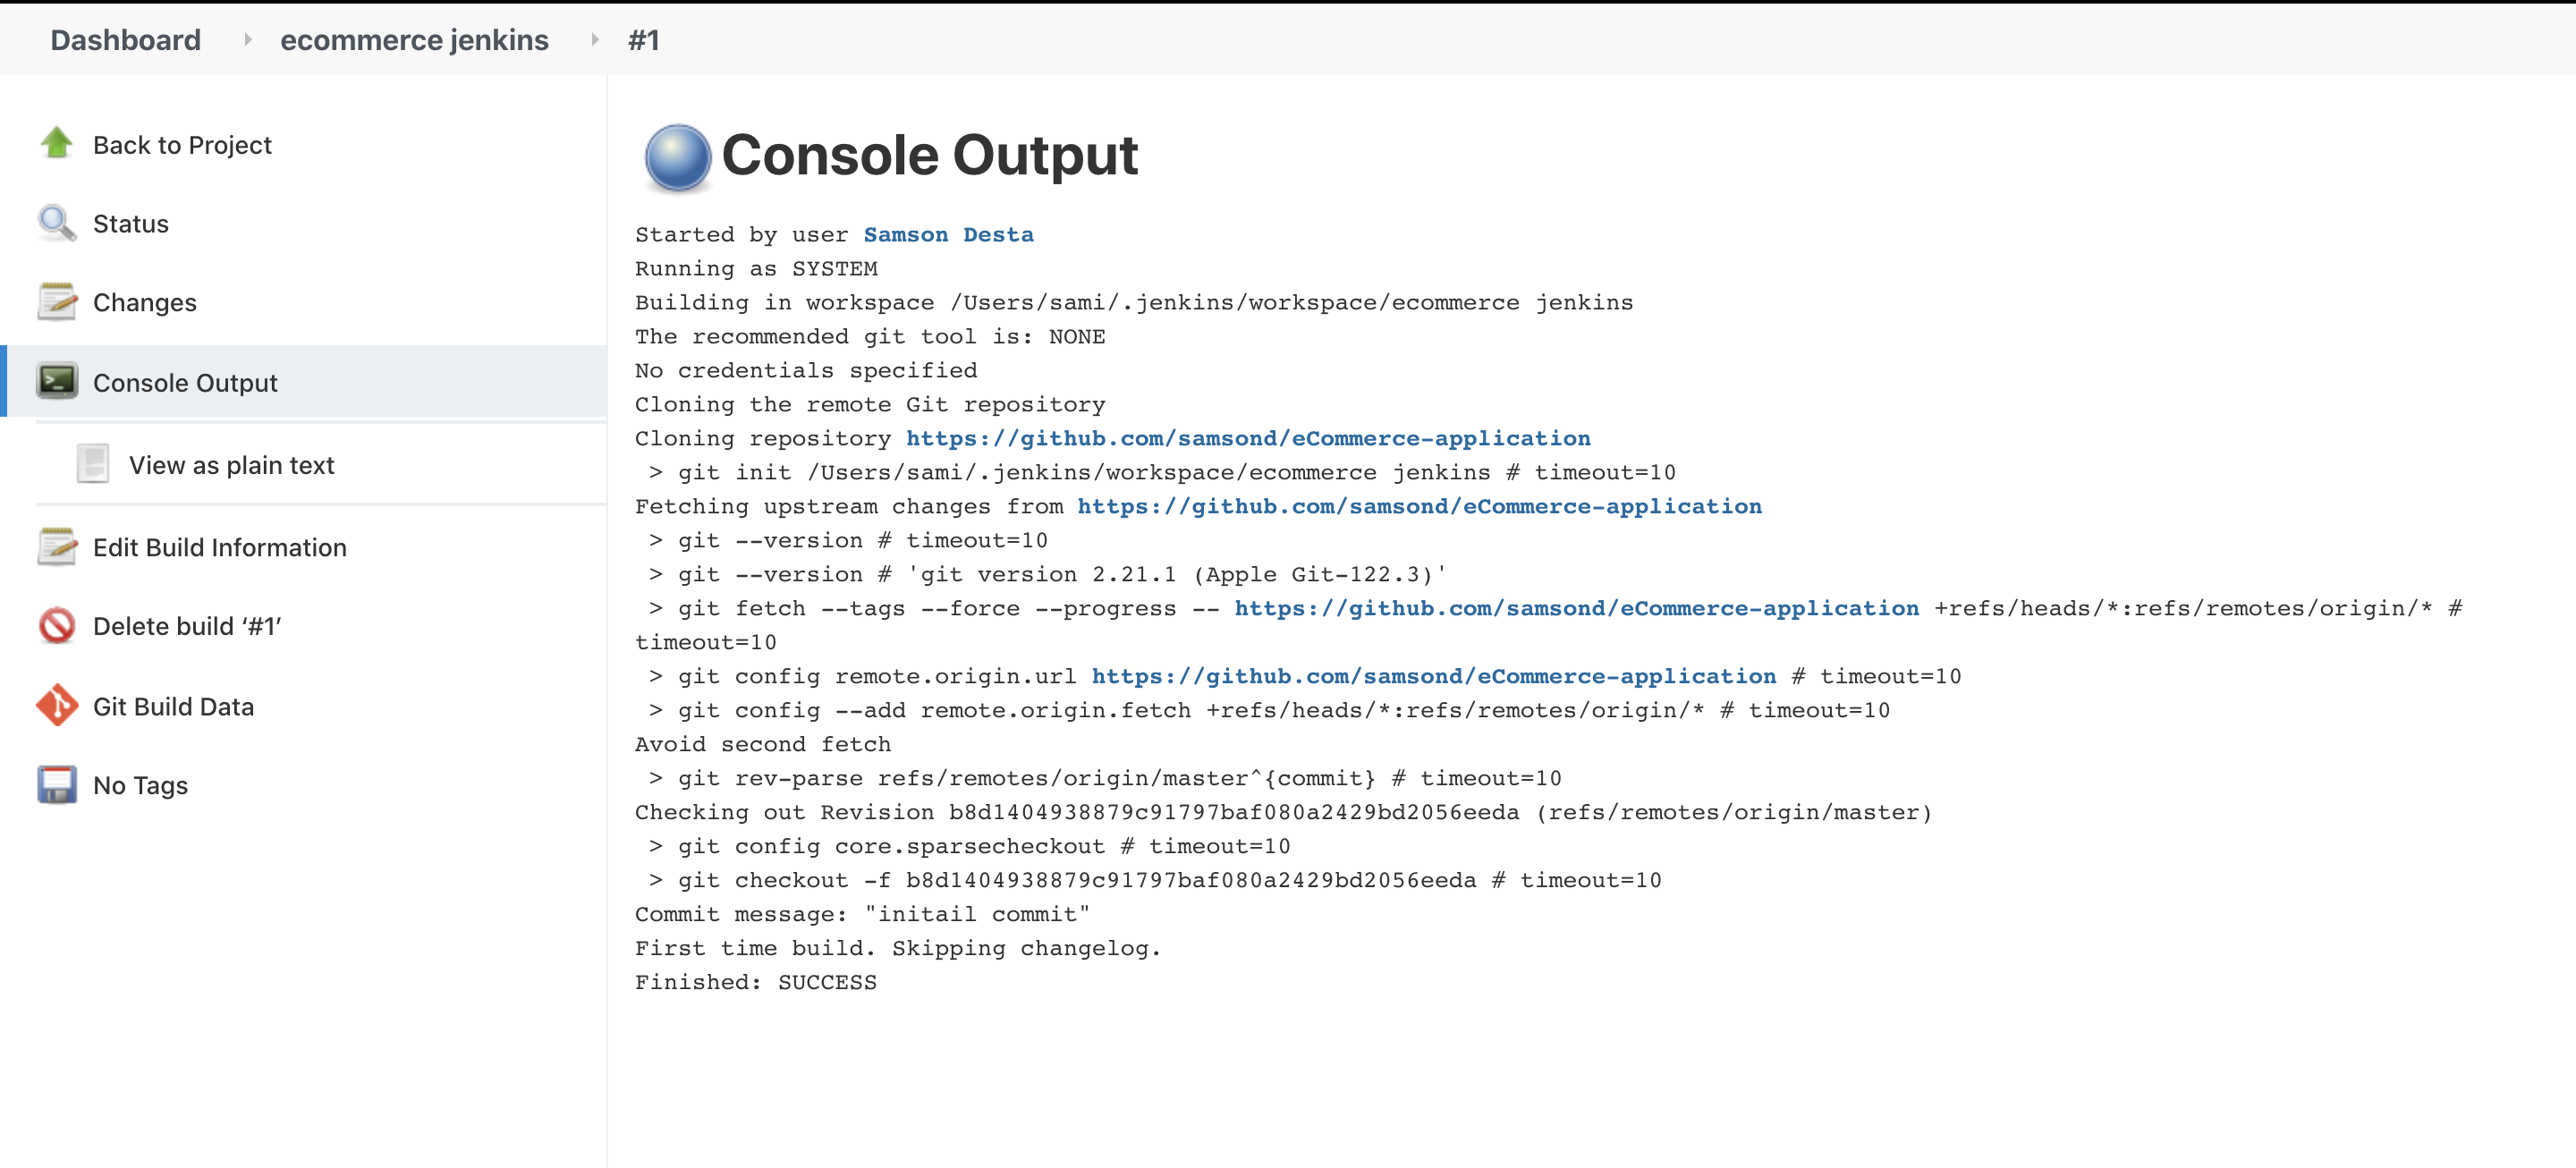 Dashboard ecommerce jenkins #1
Back to Project
Status
Changes
Console Output
View as plain text
Edit Build Information
Delete build ‘#1’
Git Build Data
No Tags
Console Output
Started by user Samson Desta
Running as SYSTEM
Building in workspace /Users/sami/.jenkins/workspace/ecommerce jenkins
The recommended git tool is: NONE
No credentials specified
Cloning the remote Git repository
Cloning repository https://github.com/samsond/eCommerce-application
 > git init /Users/sami/.jenkins/workspace/ecommerce jenkins # timeout=10
Fetching upstream changes from https://github.com/samsond/eCommerce-application
 > git --version # timeout=10
 > git --version # 'git version 2.21.1 (Apple Git-122.3)'
 > git fetch --tags --force --progress -- https://github.com/samsond/eCommerce-application +refs/heads/*:refs/remotes/origin/* #
timeout=10
 > git config remote.origin.url https://github.com/samsond/eCommerce-application # timeout=10
 > git config --add remote.origin.fetch +refs/heads/*:refs/remotes/origin/* # timeout=10
Avoid second fetch
 > git rev-parse refs/remotes/origin/master^{commit} # timeout=10
Checking out Revision b8d1404938879c91797baf080a2429bd2056eeda (refs/remotes/origin/master)
 > git config core.sparsecheckout # timeout=10
 > git checkout -f b8d1404938879c91797baf080a2429bd2056eeda # timeout=10
Commit message: "initail commit"
First time build. Skipping changelog.
Finished: SUCCESS